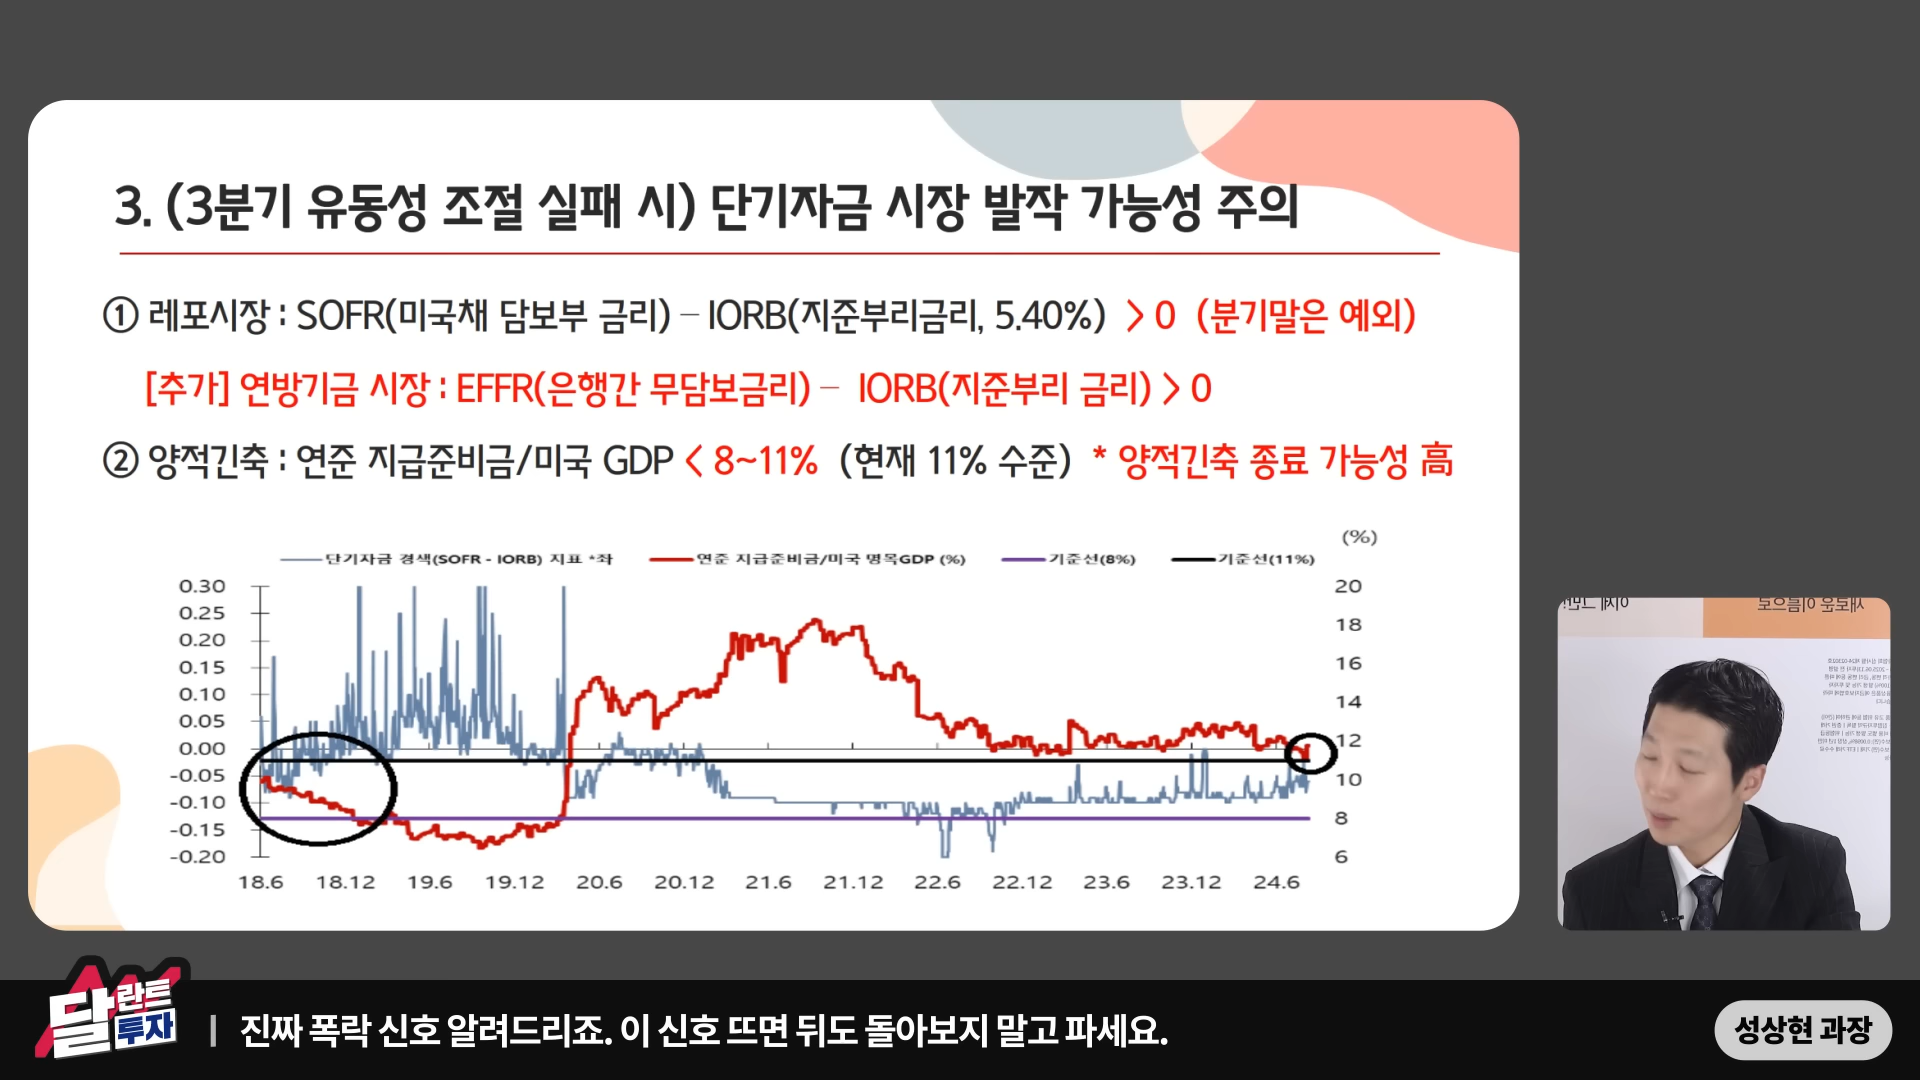 3. (3분기 유동성 조절 실패 시) 단기자금 시장 발작 가능성 주의
① 레포시장 : SOFR(미국채 담보부 금리) – IORB(지준부리금리, 5.40%) > 0 (분기말은 예외)
[추가] 연방기금 시장 : EFFR(은행간 무담보금리) – IORB(지준부리 금리) > 0
② 양적긴축 : 연준 지급준비금/미국 GDP < 8~11% (현재 11% 수준) * 양적긴축 종료 가능성 高
(%)
단기자금 경색(SOFR - IORB) 지표 *좌 연준 지급준비금/미국 명목GDP (%) 기준선(8%) 기준선(11%)
0.30 20
0.25
18
0.20
0.15 16
0.10
14
0.05
0.00 12
-0.05
10
-0.10
-0.15 8
-0.20 6
18.6 18.12 19.6 19.12 20.6 20.12 21.6 21.12 22.6 22.12 23.6 23.12 24.6
새로운 이름으로
달란트
투자
| 진짜 폭락 신호 알려드리죠. 이 신호 뜨면 뒤도 돌아보지 말고 파세요.
성상현 과장